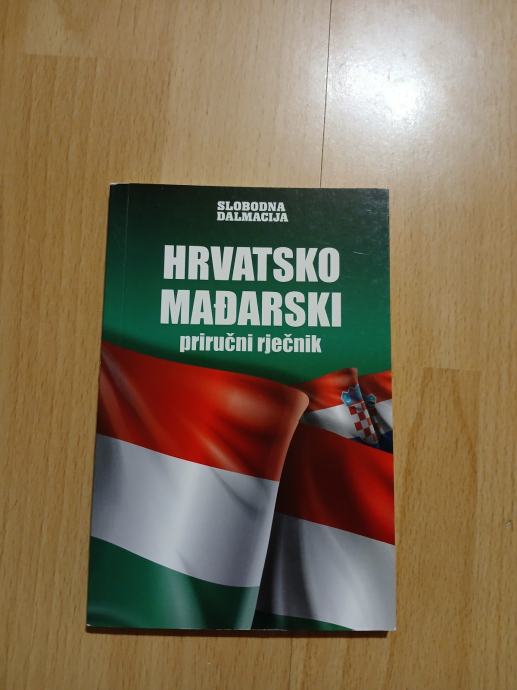 SLOBODNA
DALMACIJA
HRVATSKO
MAĐARSKI
priručni rječnik